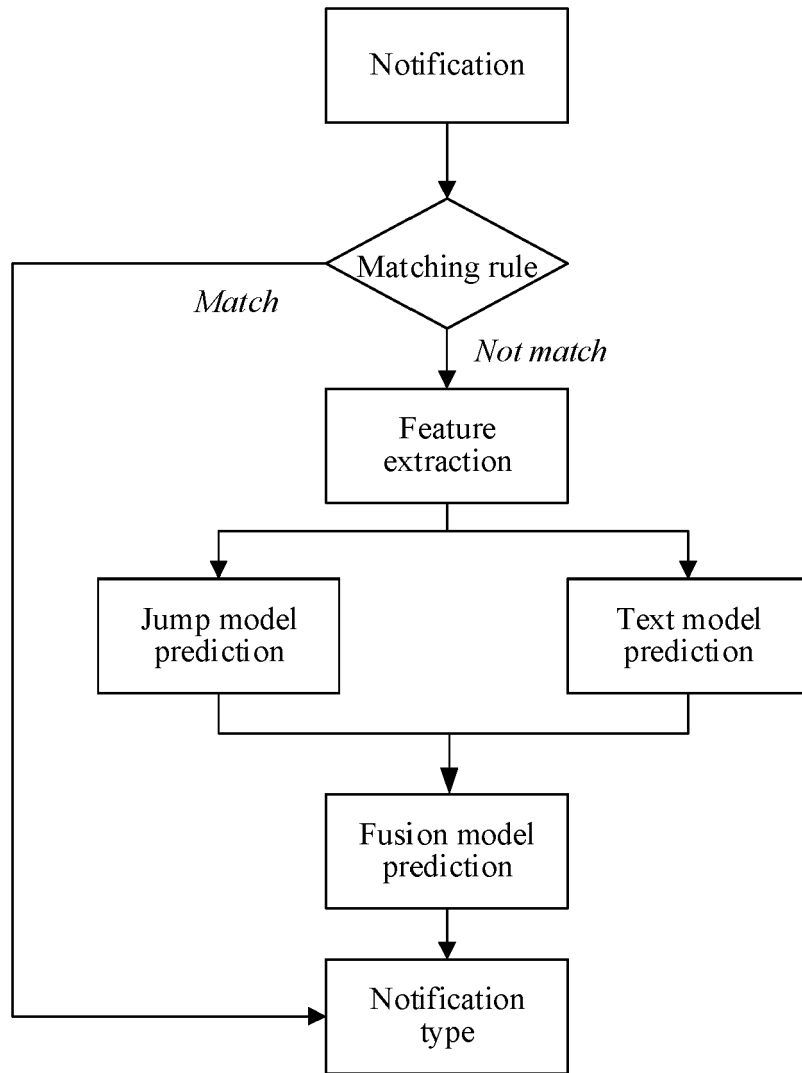 Notification
Matching rule
Match
Not match
Feature
extraction
Jump model
prediction
Text model
prediction
Fusion model
prediction
Notification
type